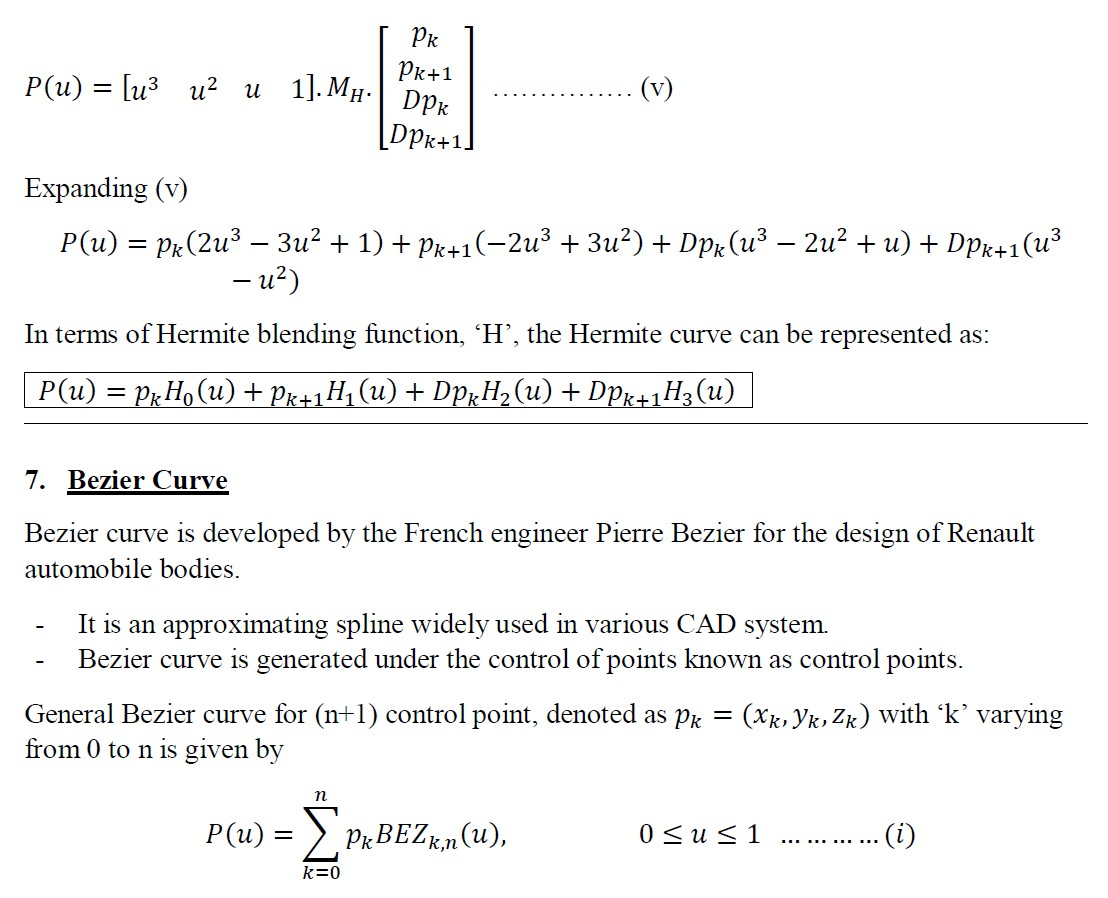 P(u) = [u³ u² u 1]. M_H. [p_k p_{k+1} Dp_k Dp_{k+1}] …………… (v)
Expanding (v)
P(u) = p_k(2u³ − 3u² + 1) + p_{k+1}(−2u³ + 3u²) + Dp_k(u³ − 2u² + u) + Dp_{k+1}(u³
− u²)
In terms of Hermite blending function, ‘H’, the Hermite curve can be represented as:
P(u) = p_kH₀(u) + p_{k+1}H₁(u) + Dp_kH₂(u) + Dp_{k+1}H₃(u)
7. Bezier Curve
Bezier curve is developed by the French engineer Pierre Bezier for the design of Renault
automobile bodies.
- It is an approximating spline widely used in various CAD system.
- Bezier curve is generated under the control of points known as control points.
General Bezier curve for (n+1) control point, denoted as p_k = (x_k, y_k, z_k) with ‘k’ varying
from 0 to n is given by
P(u) = ∑_{k=0}^{n} p_kBEZ_{k,n}(u), 0 ≤ u ≤ 1 … … … … (i)